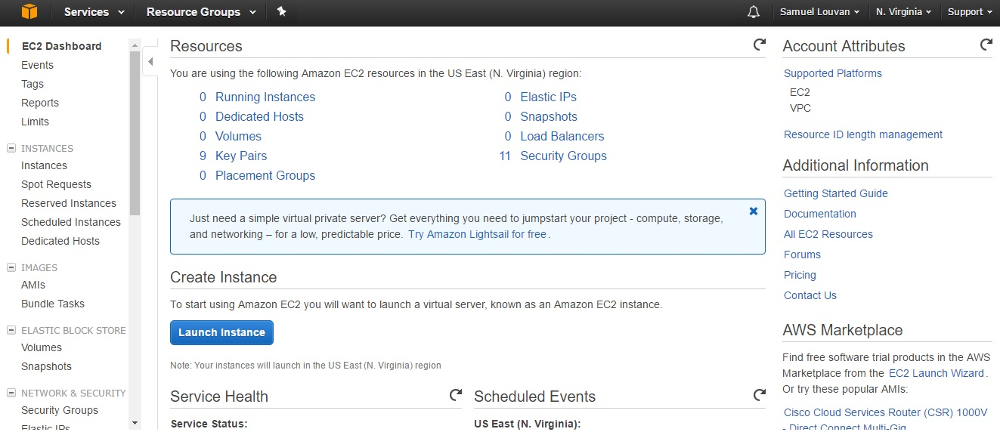 Services
Resource Groups
Samuel Louvan
N. Virginia
Support
EC2 Dashboard
Events
Tags
Reports
Limits
INSTANCES
Instances
Spot Requests
Reserved Instances
Scheduled Instances
Dedicated Hosts
IMAGES
AMIs
Bundle Tasks
ELASTIC BLOCK STORE
Volumes
Snapshots
NETWORK & SECURITY
Security Groups
Elastic IPs
Resources
You are using the following Amazon EC2 resources in the US East (N. Virginia) region:
0 Running Instances
0 Elastic IPs
0 Dedicated Hosts
0 Snapshots
0 Volumes
0 Load Balancers
9 Key Pairs
11 Security Groups
0 Placement Groups
Just need a simple virtual private server? Get everything you need to jumpstart your project - compute, storage,
and networking – for a low, predictable price. Try Amazon Lightsail for free.
Create Instance
To start using Amazon EC2 you will want to launch a virtual server, known as an Amazon EC2 instance.
Launch Instance
Note: Your instances will launch in the US East (N. Virginia) region
Service Health
Service Status:
Scheduled Events
US East (N. Virginia):
Account Attributes
Supported Platforms
EC2
VPC
Resource ID length management
Additional Information
Getting Started Guide
Documentation
All EC2 Resources
Forums
Pricing
Contact Us
AWS Marketplace
Find free software trial products in the AWS
Marketplace from the EC2 Launch Wizard.
Or try these popular AMIs:
Cisco Cloud Services Router (CSR) 1000V
- Direct Connect Multi-Gig